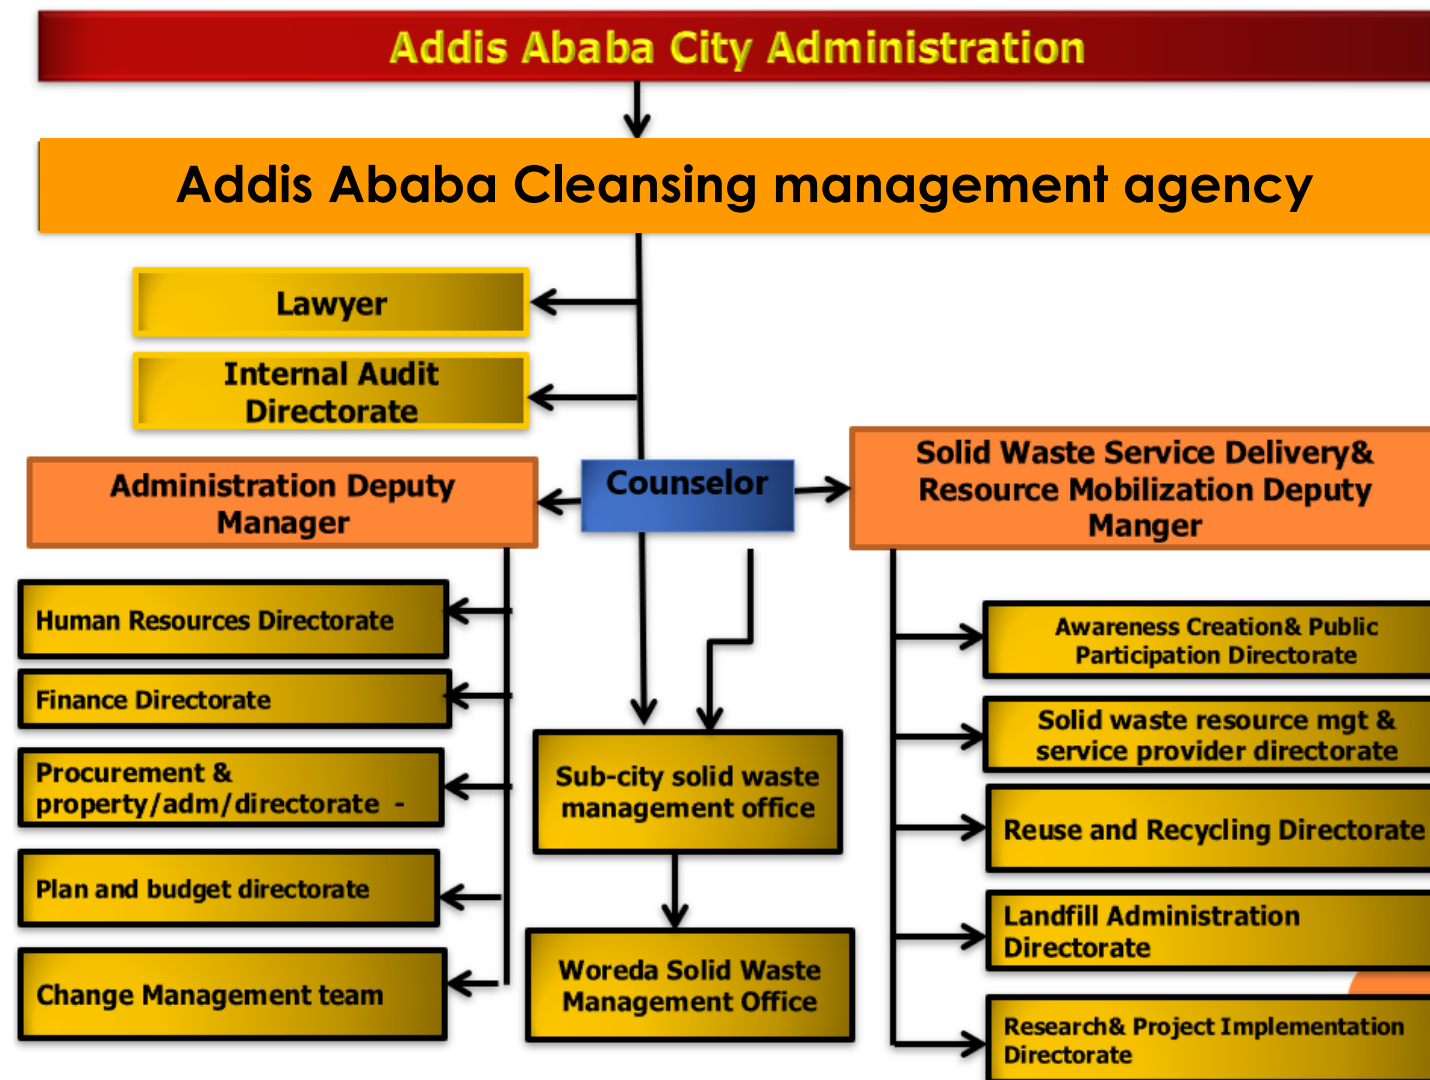 Addis Ababa City Administration
Addis Ababa Cleansing management agency
Lawyer
Internal Audit
Directorate
Administration Deputy
Manager
Counselor
Solid Waste Service Delivery&
Resource Mobilization Deputy
Manger
Human Resources Directorate
Finance Directorate
Procurement &
property/adm/directorate -
Plan and budget directorate
Change Management team
Sub-city solid waste
management office
Woreda Solid Waste
Management Office
Awareness Creation& Public
Participation Directorate
Solid waste resource mgt &
service provider directorate
Reuse and Recycling Directorate
Landfill Administration
Directorate
Research& Project Implementation
Directorate